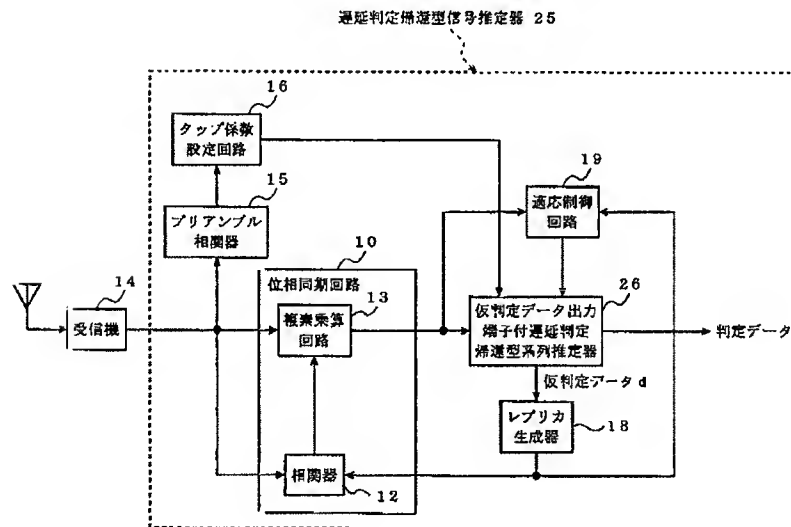 遅延判定帰還型信号推定器 25
16
タップ係数
設定回路
15
プリアンブル
相関器
19
適応制御
回路
10
位相同期回路
14
受信機
13
複素乗算
回路
26
仮判定データ出力
端子付遅延判定
帰還型系列推定器
判定データ
仮判定データd
レプリカ
生成器
18
相関器
12